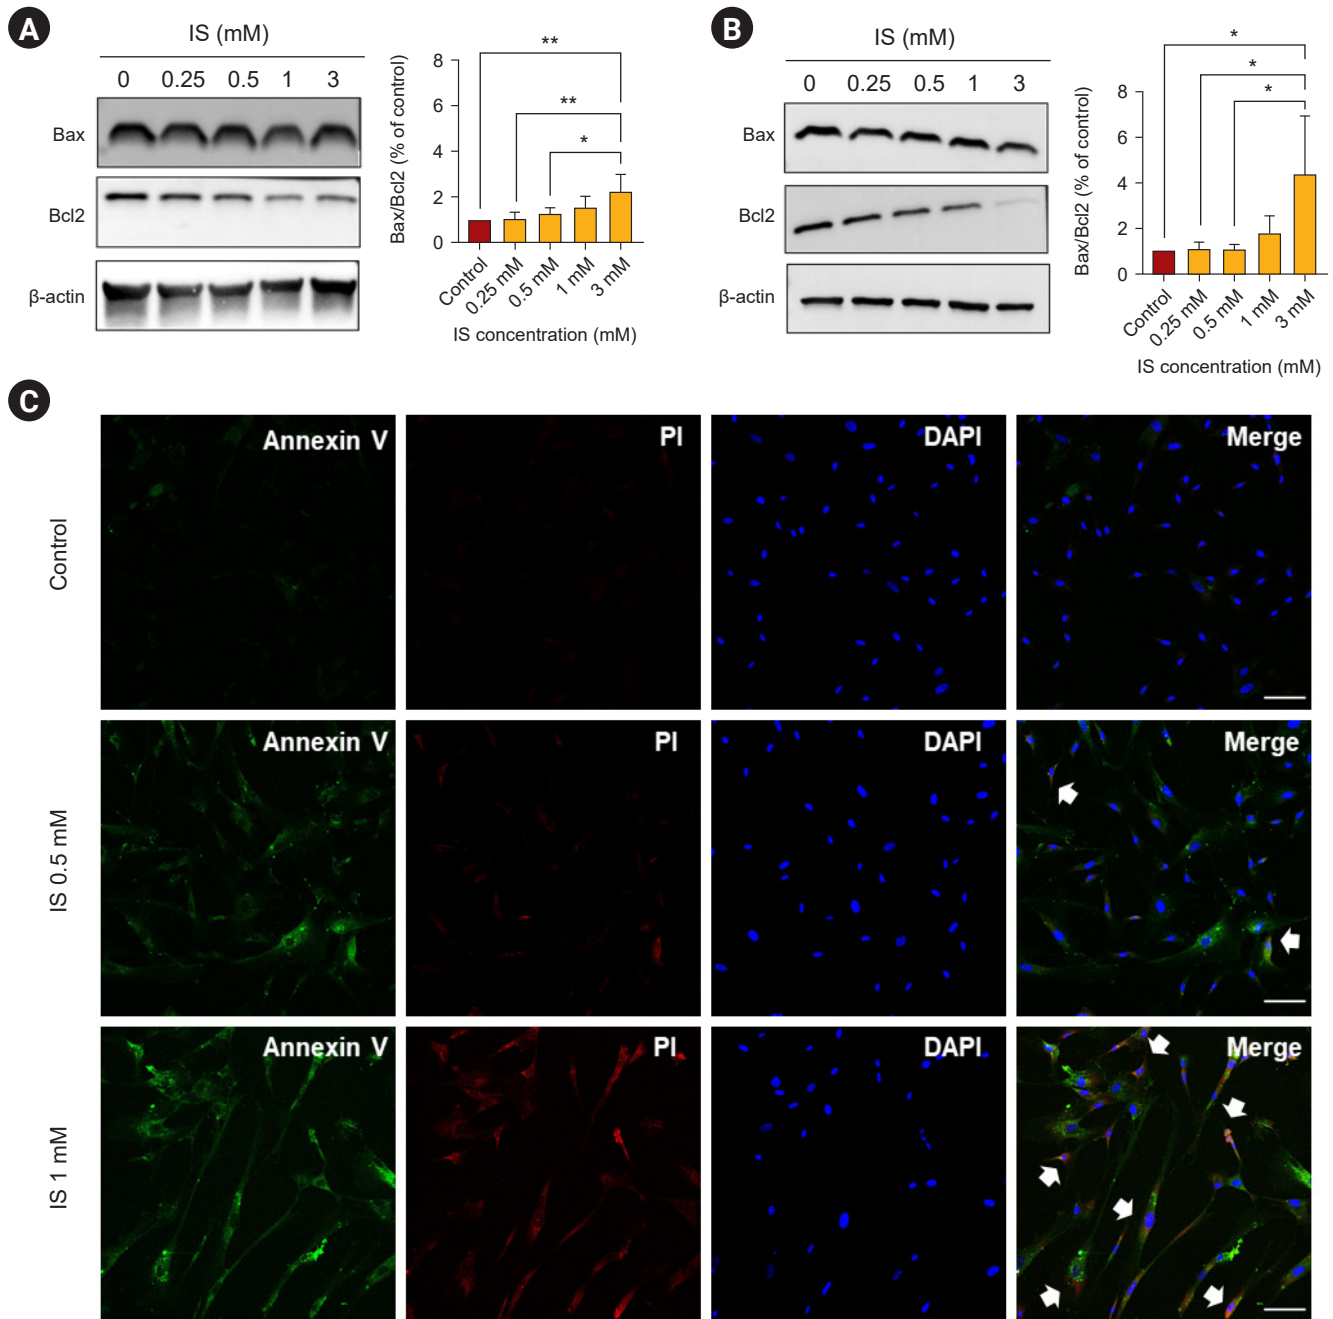 A
IS (mM)
0 0.25 0.5 1 3
Bax
Bcl2
β-actin
Bax/Bcl2 (% of control)
8
6
4
2
0
**
**
*
Control
0.25 mM
0.5 mM
1 mM
3 mM
IS concentration (mM)
B
IS (mM)
0 0.25 0.5 1 3
Bax
Bcl2
β-actin
Bax/Bcl2 (% of control)
8
6
4
2
0
*
*
*
Control
0.25 mM
0.5 mM
1 mM
3 mM
IS concentration (mM)
C
Control
Annexin V
PI
DAPI
Merge
IS 0.5 mM
Annexin V
PI
DAPI
Merge
IS 1 mM
Annexin V
PI
DAPI
Merge